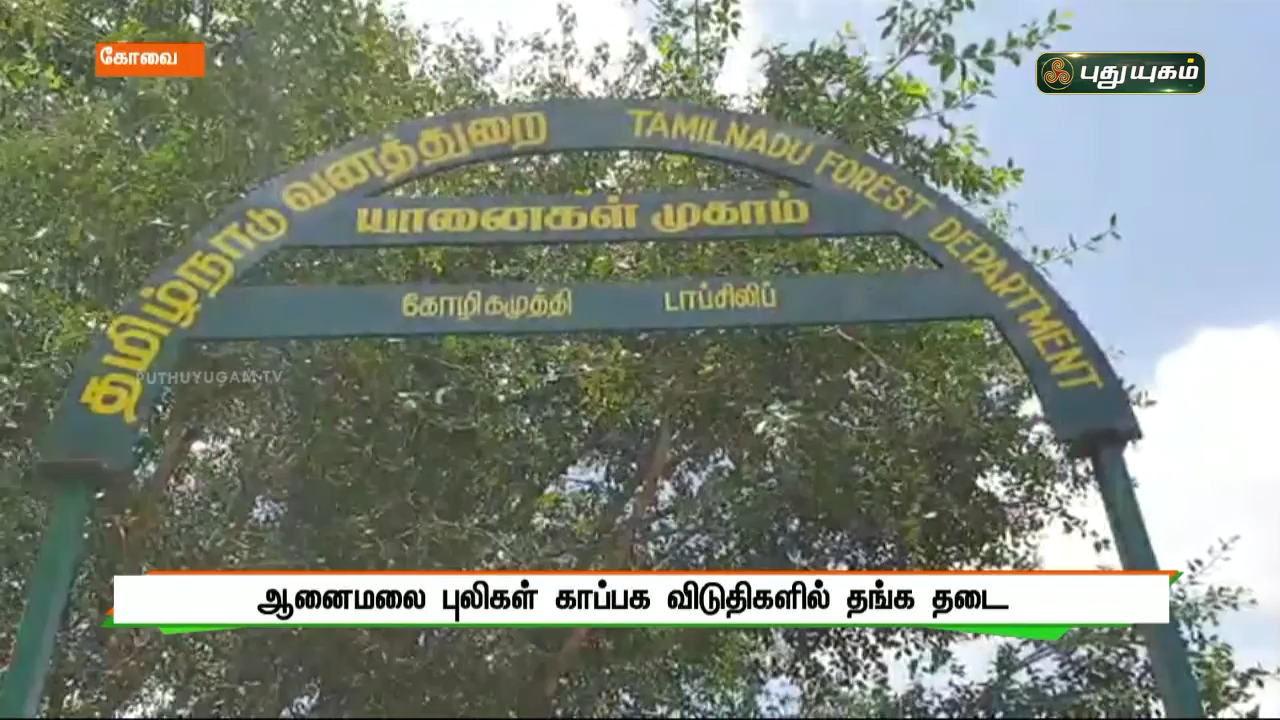 கோவை
புதுயுகம்
தமிழ்நாடு வனத்துறை TAMILNADU FOREST DEPARTMENT
யானைகள் முகாம்
கோழிகமுத்தி டாப்சிலிப்
PUTHUYUGAM TV
ஆனைமலை புலிகள் காப்பக விடுதிகளில் தங்க தடை